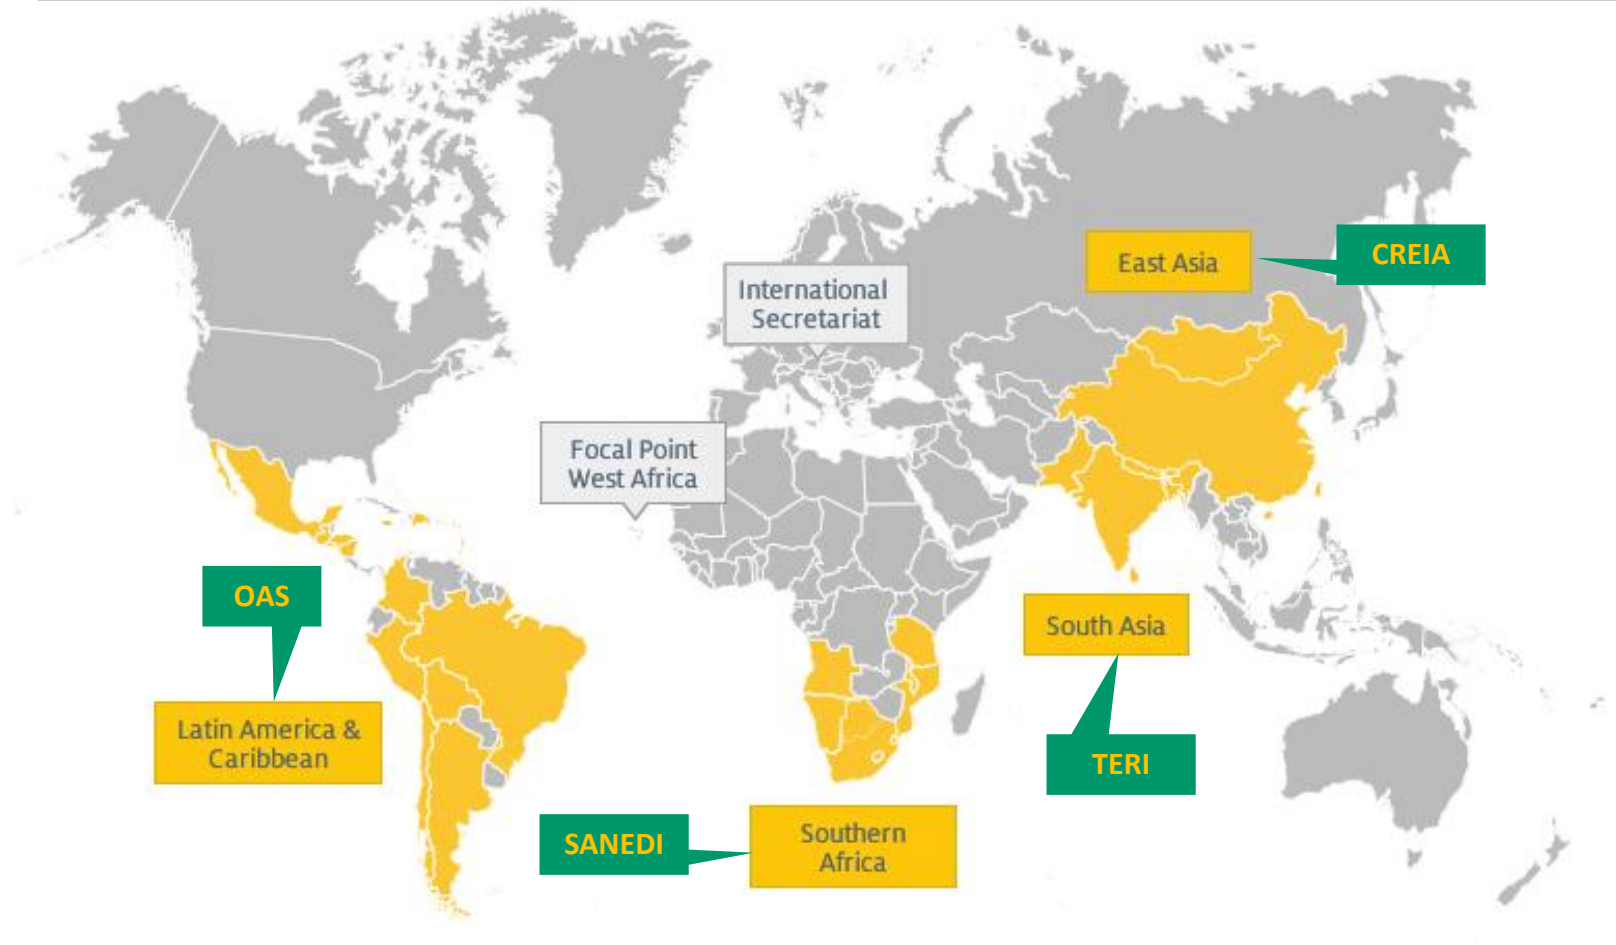 CREIA
East Asia
International
Secretariat
Focal Point
West Africa
OAS
South Asia
Latin America &
Caribbean
TERI
SANEDI
Southern
Africa